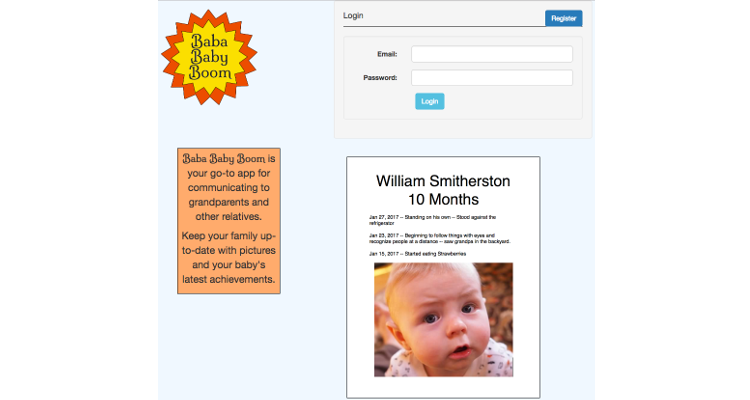 Baba
Baby
Boom
Login
Register
Email:
Password:
Login
Baba Baby Boom is
your go-to app for
communicating to
grandparents and
other relatives.
Keep your family up-
to-date with pictures
and your baby's
latest achievements.
William Smitherston
10 Months
Jan 27, 2017 -- Standing on his own -- Stood against the
refrigerator
Jan 23, 2017 -- Beginning to follow things with eyes and
recognize people at a distance -- saw grandpa in the backyard.
Jan 15, 2017 -- Started eating Strawberries